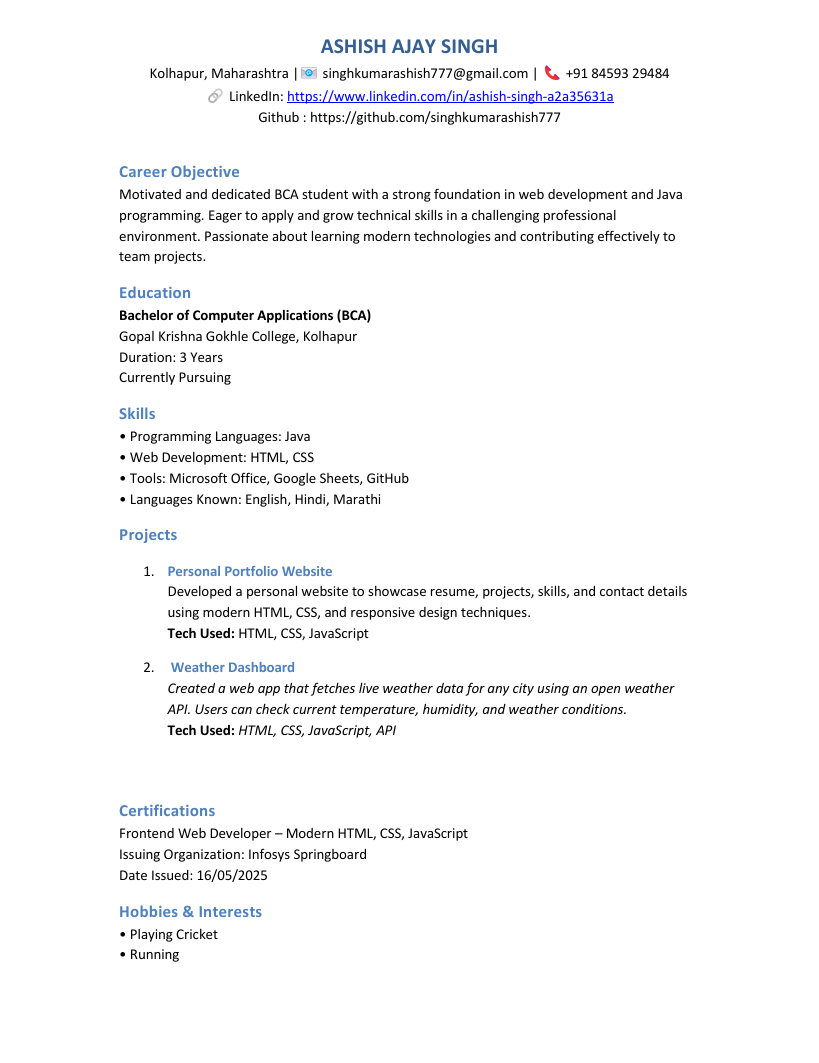 ASHISH AJAY SINGH
Kolhapur, Maharashtra | 📧 singhkumarashish777@gmail.com | 📞 +91 84593 29484
🔗 LinkedIn: https://www.linkedin.com/in/ashish-singh-a2a35631a
Github : https://github.com/singhkumarashish777
Career Objective
Motivated and dedicated BCA student with a strong foundation in web development and Java
programming. Eager to apply and grow technical skills in a challenging professional
environment. Passionate about learning modern technologies and contributing effectively to
team projects.
Education
Bachelor of Computer Applications (BCA)
Gopal Krishna Gokhle College, Kolhapur
Duration: 3 Years
Currently Pursuing
Skills
• Programming Languages: Java
• Web Development: HTML, CSS
• Tools: Microsoft Office, Google Sheets, GitHub
• Languages Known: English, Hindi, Marathi
Projects
1. Personal Portfolio Website
Developed a personal website to showcase resume, projects, skills, and contact details
using modern HTML, CSS, and responsive design techniques.
Tech Used: HTML, CSS, JavaScript
2. Weather Dashboard
Created a web app that fetches live weather data for any city using an open weather
API. Users can check current temperature, humidity, and weather conditions.
Tech Used: HTML, CSS, JavaScript, API
Certifications
Frontend Web Developer – Modern HTML, CSS, JavaScript
Issuing Organization: Infosys Springboard
Date Issued: 16/05/2025
Hobbies & Interests
• Playing Cricket
• Running